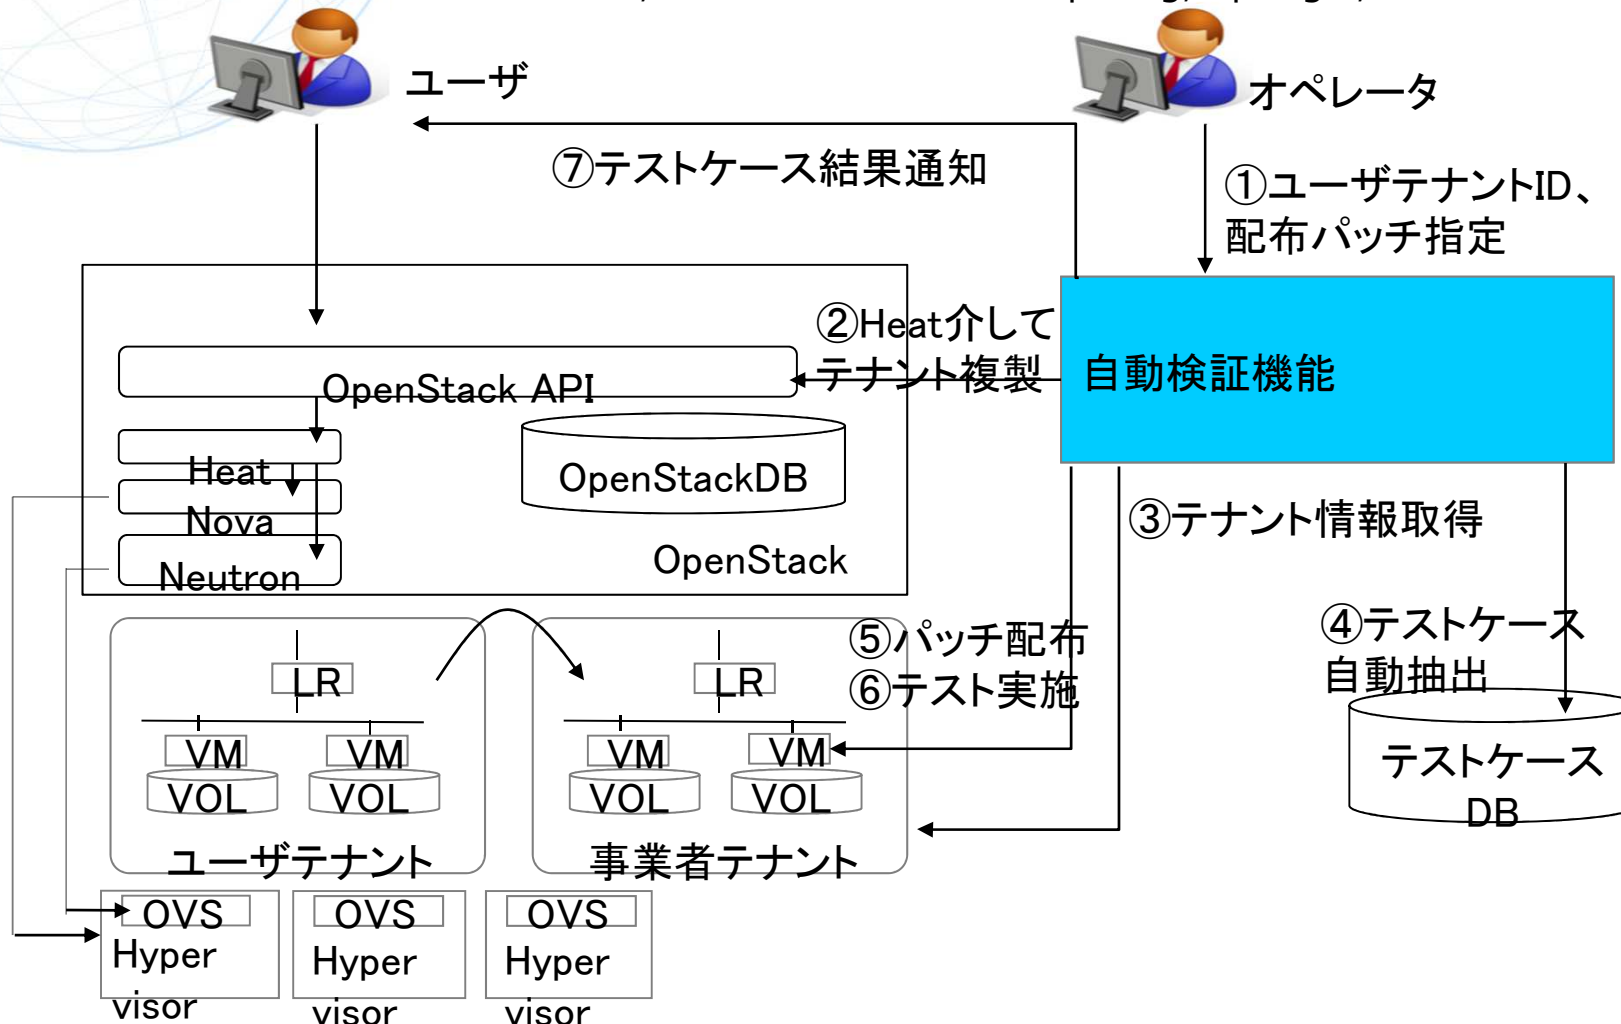 ユーザ
オペレータ
⑦テストケース結果通知
①ユーザテナントID、
配布パッチ指定
②Heat介して
テナント複製
自動検証機能
OpenStack API
Heat
Nova
Neutron
OpenStackDB
OpenStack
③テナント情報取得
④テストケース
自動抽出
⑤パッチ配布
⑥テスト実施
LR
LR
VM
VM
VM
VM
VOL
VOL
VOL
VOL
テストケース
DB
ユーザテナント
事業者テナント
OVS
OVS
OVS
Hyper
visor
Hyper
visor
Hyper
visor